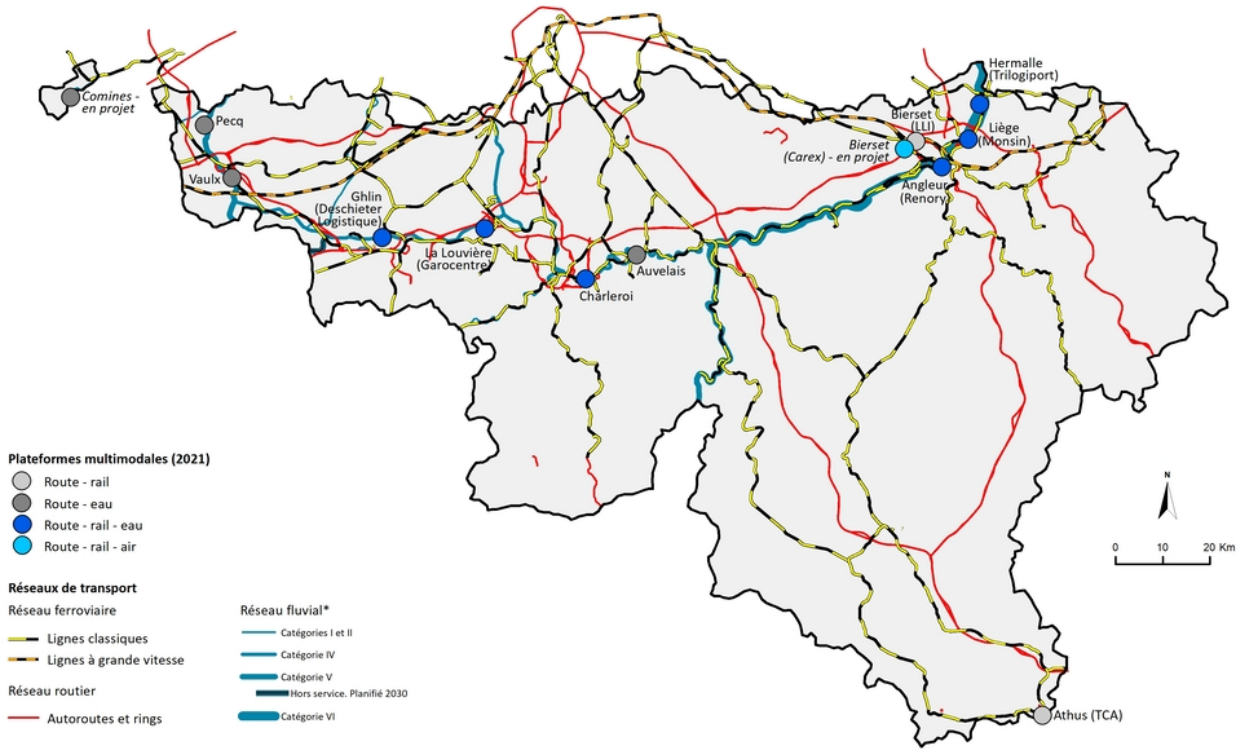 Hermalle
(Trilogiport)
Comines -
en projet
Bierset
(LLI)
Pecq
Liège
(Monsin)
Bierset
(Carex) - en projet
Vaulx
Angleur
(Renory)
Ghlin
(Deschieter
Logistique)
La Louvière
(Garocentre)
Auvelais
Charleroi
Plateformes multimodales (2021)
Route - rail
Route - eau
Route - rail - eau
Route - rail - air
N
0 10 20 Km
Réseaux de transport
Réseau ferroviaire
Lignes classiques
Lignes à grande vitesse
Réseau routier
Autoroutes et rings
Réseau fluvial*
Catégories I et II
Catégorie IV
Catégorie V
Hors service. Planifié 2030
Catégorie VI
Athus (TCA)